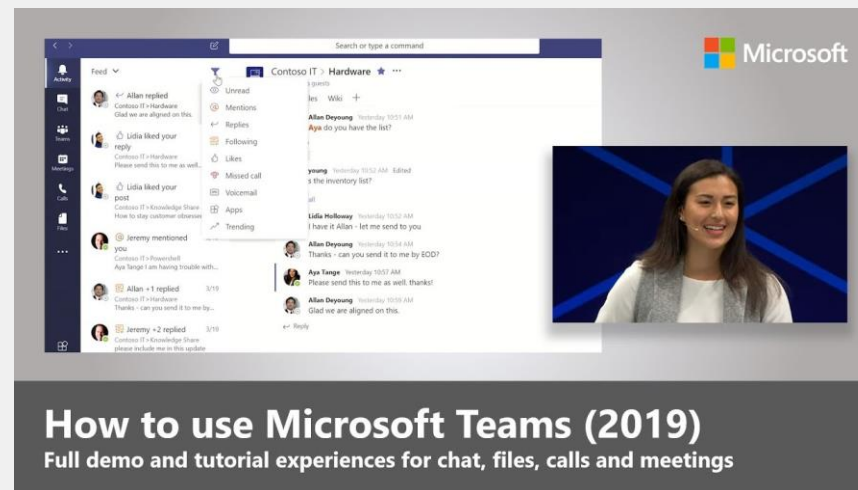 Search or type a command
Microsoft
Activity
Chat
Teams
Meetings
Calls
Files
Feed
Allan replied
Contoso IT > Hardware
Glad we are aligned on this.
Lidia liked your
reply
Contoso IT > Hardware
Please send this to me as well...
Lidia liked your
post
Contoso IT > Knowledge Share
How to stay customer obsesse
Jeremy mentioned
you
Contoso IT > Powershell
Aya Tange I am having trouble with...
Allan +1 replied 3/19
Contoso IT > Hardware
Thanks - can you send it to me by...
Jeremy +2 replied 3/19
Contoso IT > Knowledge Share
please include me in this update
Unread
Mentions
Replies
Following
Likes
Missed call
Voicemail
Apps
Trending
Contoso IT > Hardware ...
guests
les Wiki +
Allan Deyoung Yesterday 10:51 AM
Aya do you have the list?
young Yesterday 10:52 AM Edited
s the inventory list?
all
Lidia Holloway Yesterday 10:52 AM
I have it Allan - let me send to you
Allan Deyoung Yesterday 10:54 AM
Thanks - can you send it to me by EOD?
Aya Tange Yesterday 10:57 AM
Please send this to me as well. thanks!
Allan Deyoung Yesterday 10:58 AM
Glad we are aligned on this.
Reply
How to use Microsoft Teams (2019)
Full demo and tutorial experiences for chat, files, calls and meetings